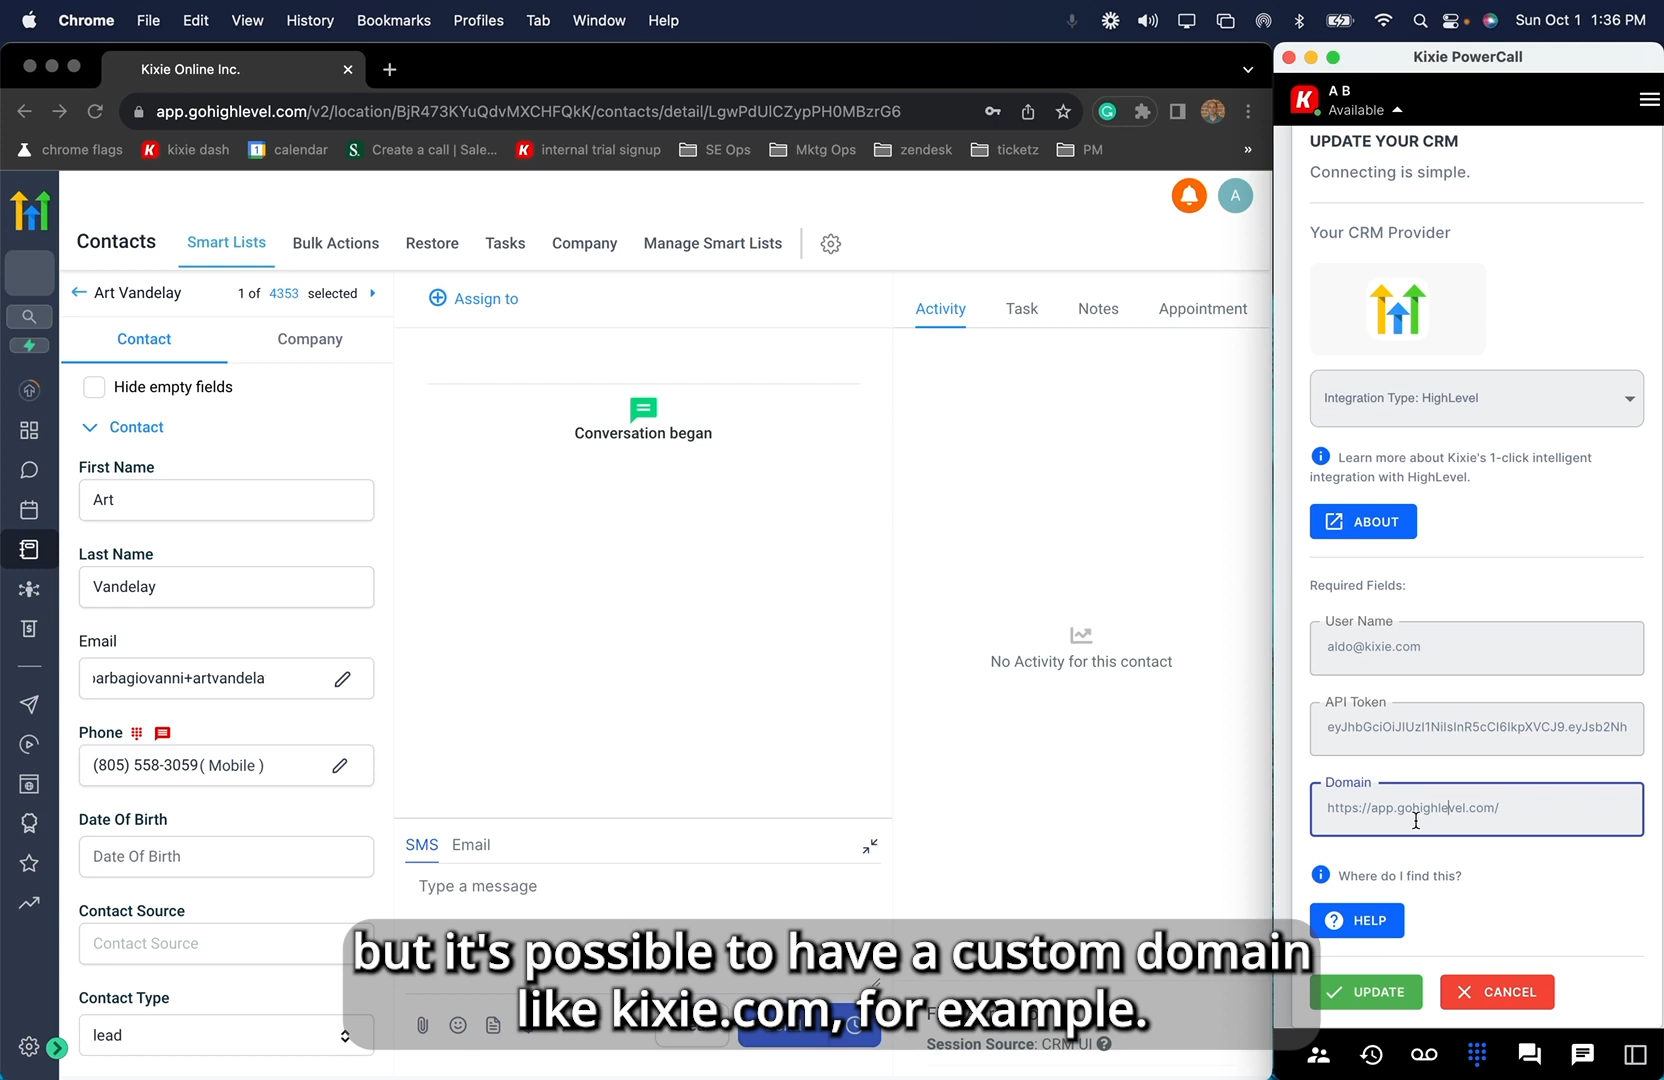 Chrome File Edit View History Bookmarks Profiles Tab Window Help
Sun Oct 1 1:36 PM
Kixie Online Inc.
app.gohighlevel.com/v2/location/BjR473KYuQdvMXCHFQkK/contacts/detail/LgwPdUlCZypPH0MBzrG6
chrome flags kixie dash calendar Create a call | Sale... internal trial signup SE Ops Mktg Ops zendesk ticketz PM »
A
Contacts Smart Lists Bulk Actions Restore Tasks Company Manage Smart Lists
Art Vandelay 1 of 4353 selected
Contact Company
Hide empty fields
Contact
First Name
Art
Last Name
Vandelay
Email
barbagiovanni+artvandela
Phone
(805) 558-3059 ( Mobile )
Date Of Birth
Date Of Birth
Contact Source
Contact Source
Contact Type
lead
Assign to
Conversation began
SMS Email
Type a message
Activity Task Notes Appointment
No Activity for this contact
Session Source: CRM UI
but it's possible to have a custom domain
like kixie.com, for example.
Kixie PowerCall
K
A B
Available
UPDATE YOUR CRM
Connecting is simple.
Your CRM Provider
Integration Type: HighLevel
Learn more about Kixie's 1-click intelligent
integration with HighLevel.
ABOUT
Required Fields:
User Name
aldo@kixie.com
API Token
eyJhbGciOiJIUzI1NiIsInR5cCI6IkpXVCJ9.eyJsb2Nh
Domain
https://app.gohighlevel.com/
Where do I find this?
HELP
UPDATE CANCEL